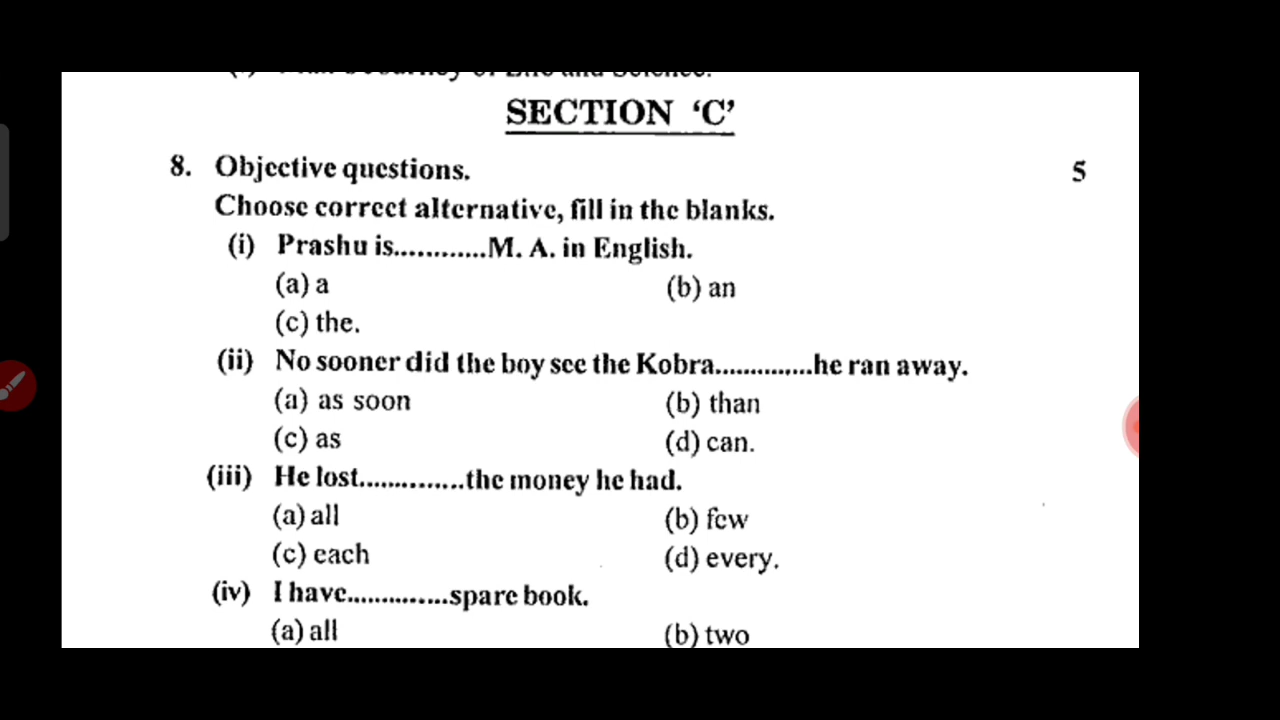 SECTION ‘C’
8. Objective questions. 5
Choose correct alternative, fill in the blanks.
(i) Prashu is............M. A. in English.
(a) a (b) an
(c) the.
(ii) No sooner did the boy see the Kobra..............he ran away.
(a) as soon (b) than
(c) as (d) can.
(iii) He lost..............the money he had.
(a) all (b) few
(c) each (d) every.
(iv) I have...............spare book.
(a) all (b) two